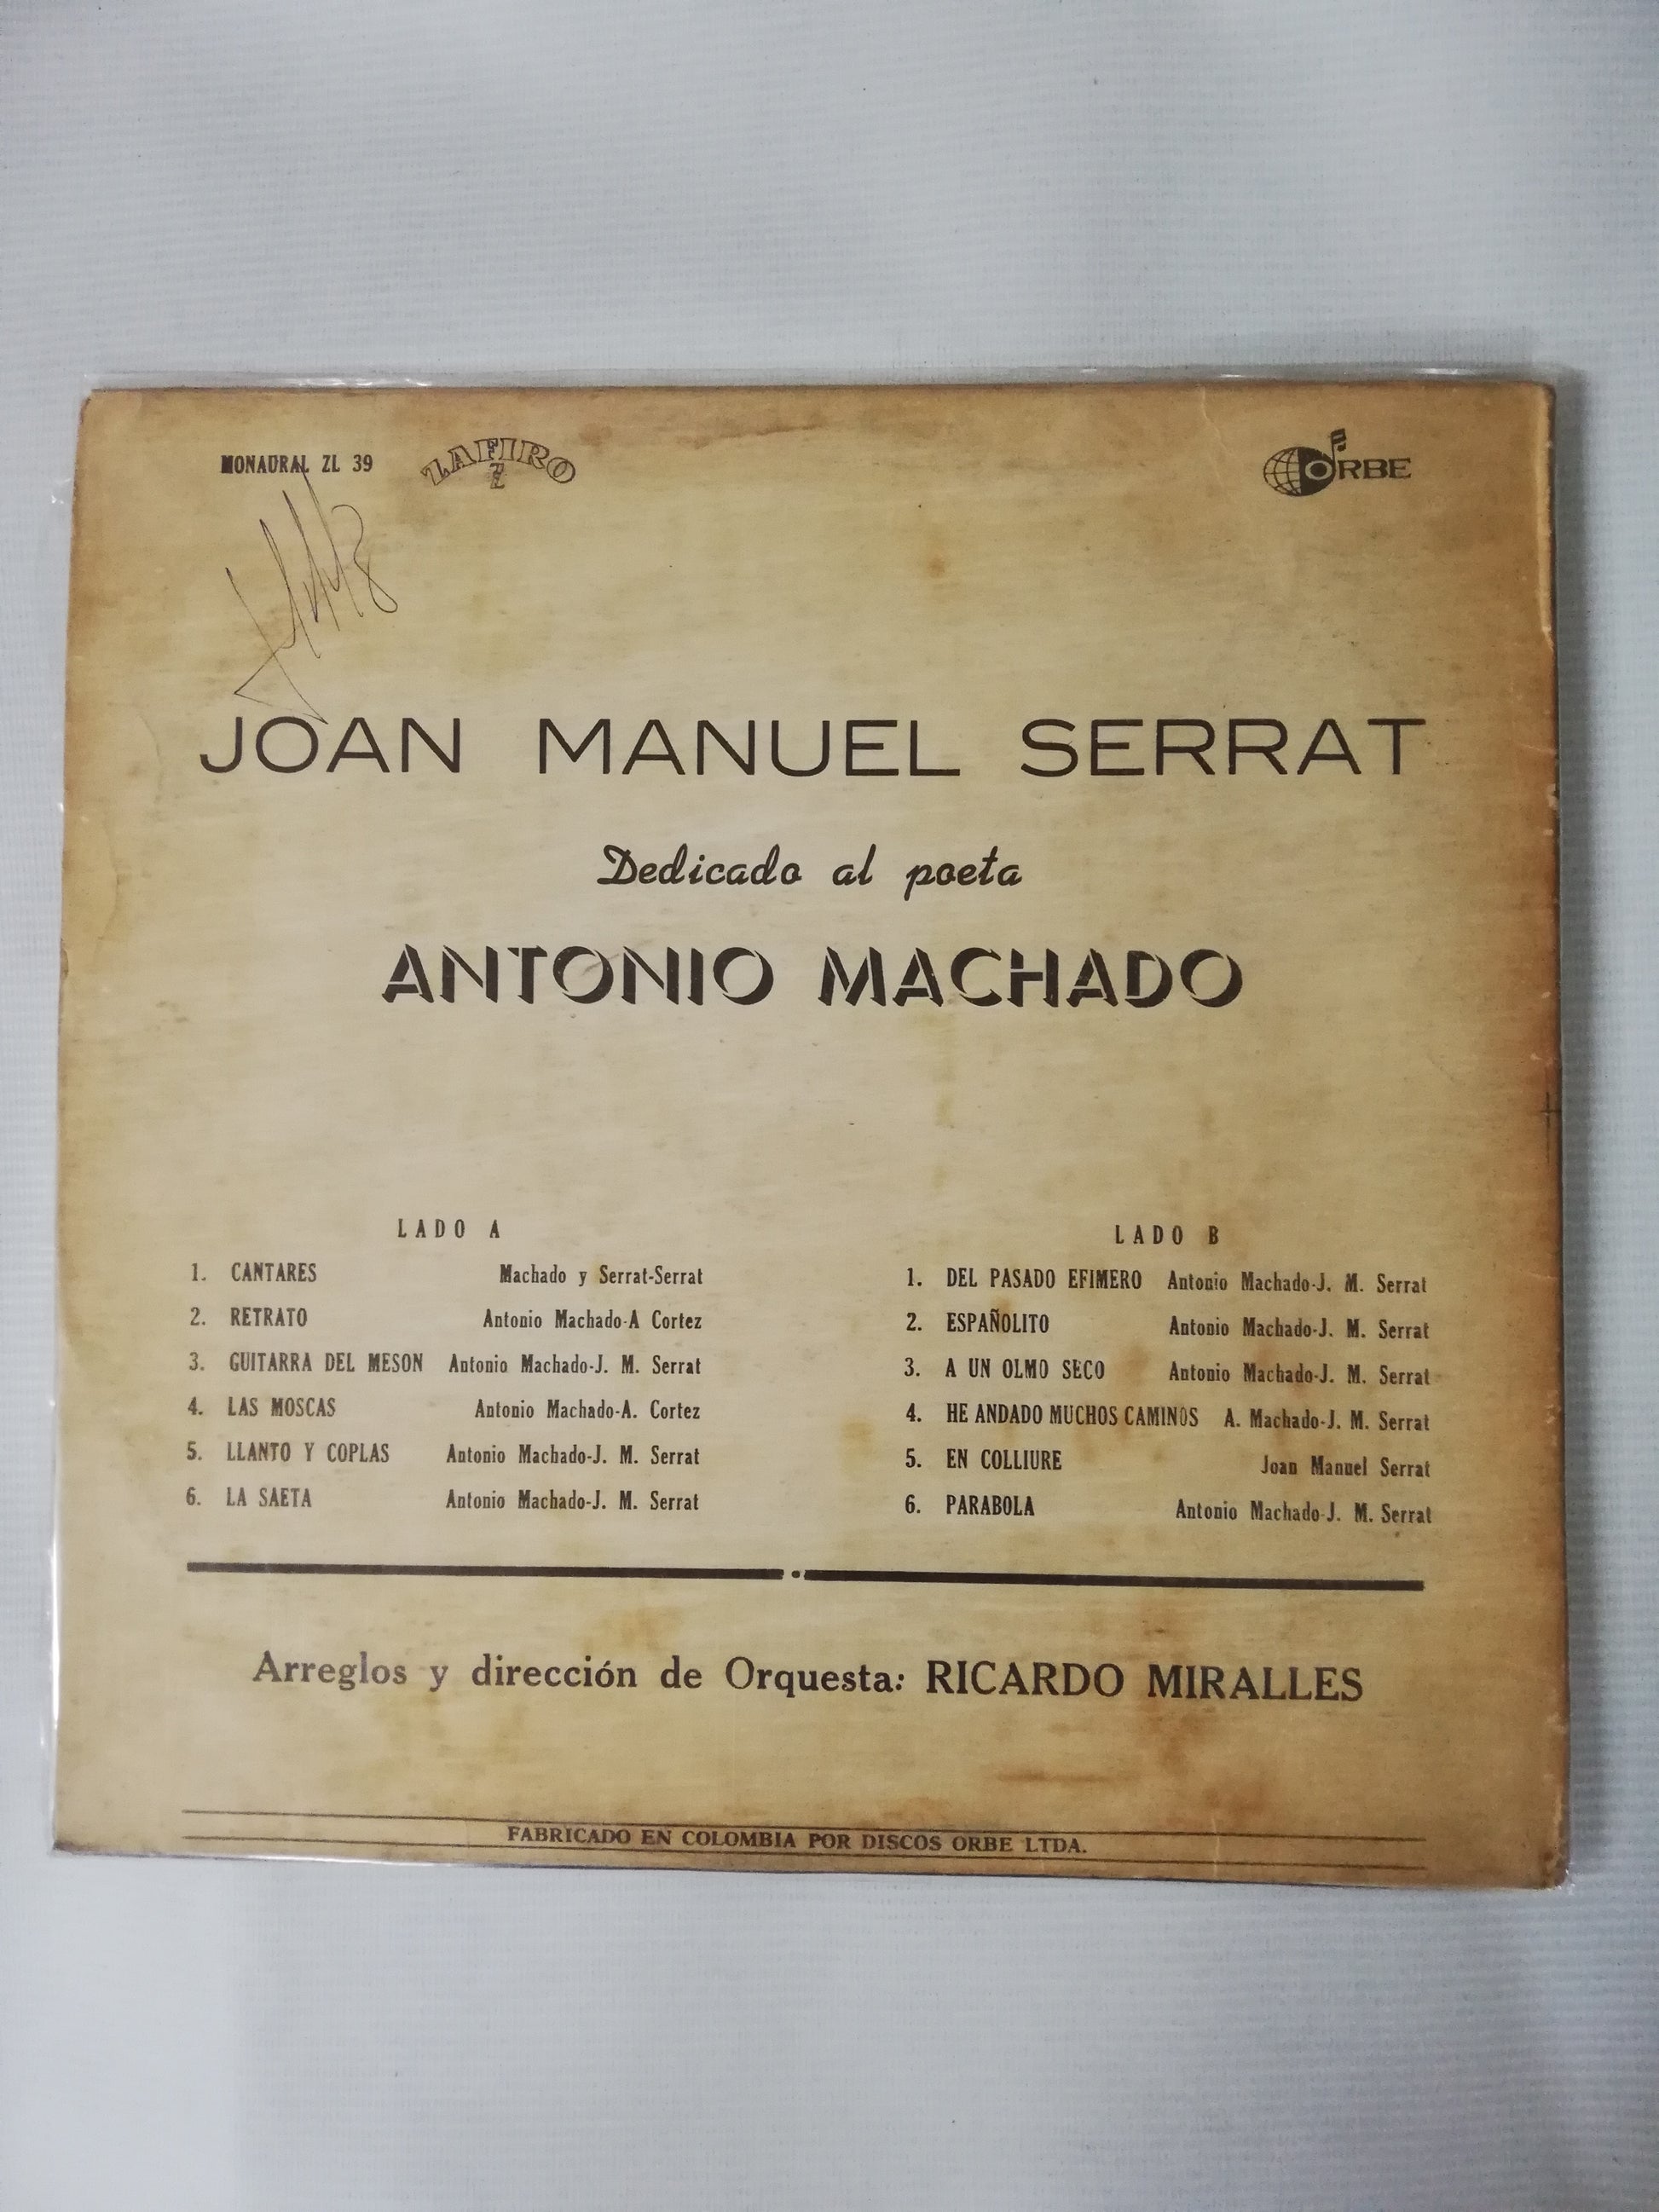 MONAURAL ZL 39 ZAFIRO Z ORBE
JOAN MANUEL SERRAT
Dedicado al poeta
ANTONIO MACHADO
LADO A
1. CANTARES Machado y Serrat-Serrat
2. RETRATO Antonio Machado-A Cortez
3. GUITARRA DEL MESON Antonio Machado-J. M. Serrat
4. LAS MOSCAS Antonio Machado-A. Cortez
5. LLANTO Y COPLAS Antonio Machado-J. M. Serrat
6. LA SAETA Antonio Machado-J. M. Serrat
LADO B
1. DEL PASADO EFIMERO Antonio Machado-J. M. Serrat
2. ESPAÑOLITO Antonio Machado-J. M. Serrat
3. A UN OLMO SECO Antonio Machado-J. M. Serrat
4. HE ANDADO MUCHOS CAMINOS A. Machado-J. M. Serrat
5. EN COLLIURE Joan Manuel Serrat
6. PARABOLA Antonio Machado-J. M. Serrat
Arreglos y dirección de Orquesta: RICARDO MIRALLES
FABRICADO EN COLOMBIA POR DISCOS ORBE LTDA.